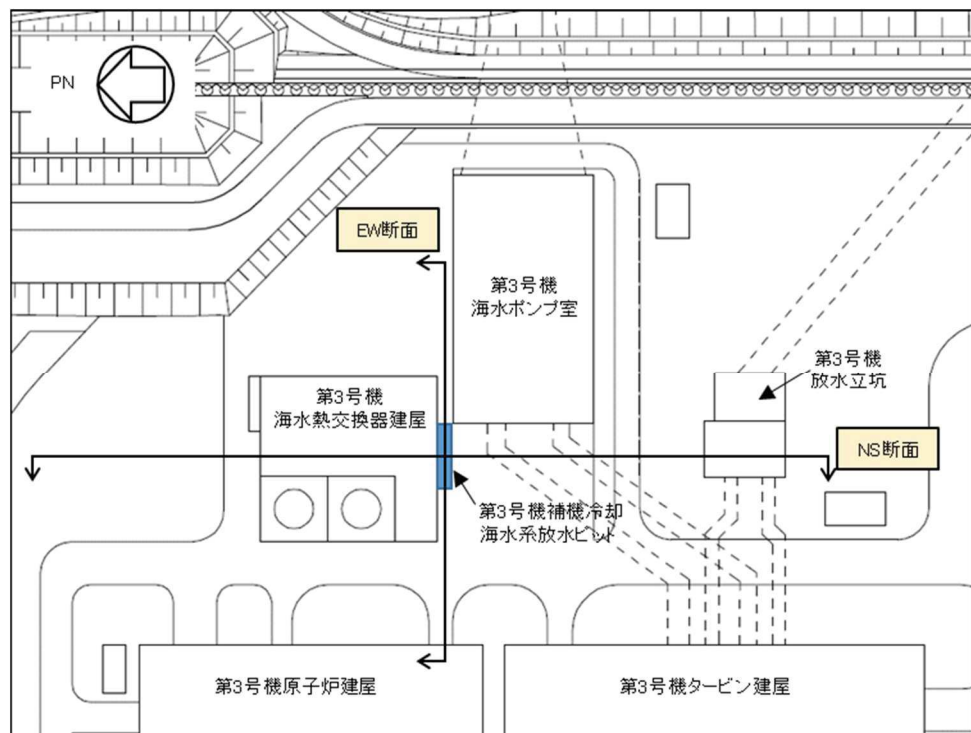 PN
EW断面
第3号機
海水ポンプ室
第3号機
放水立坑
第3号機
海水熱交換器建屋
NS断面
第3号機補機冷却
海水系放水ピット
第3号機原子炉建屋
第3号機タービン建屋